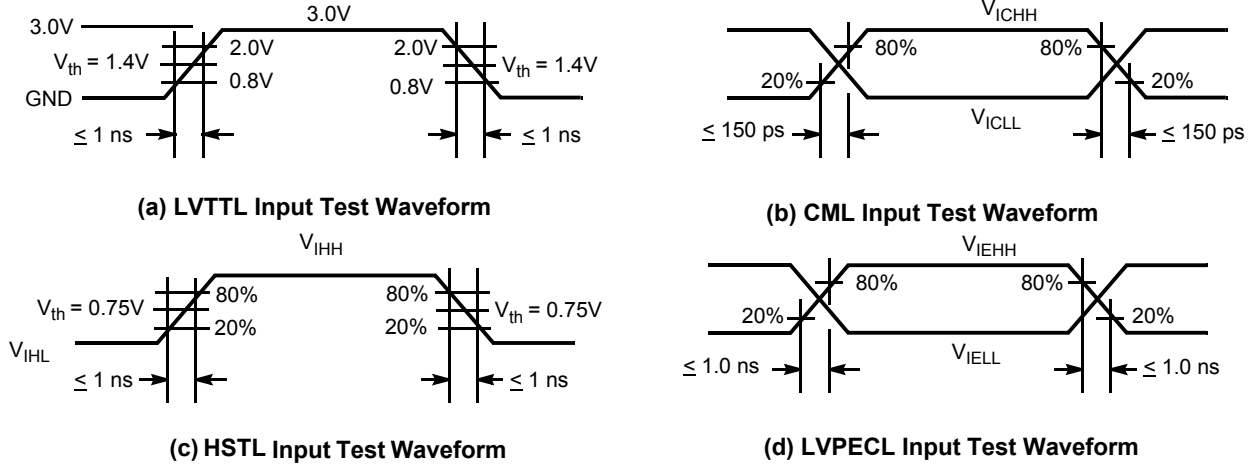 3.0V
3.0V
2.0V
2.0V
V_th = 1.4V
V_th = 1.4V
0.8V
0.8V
GND
≤ 1 ns
≤ 1 ns
(a) LVTTL Input Test Waveform
V_ICHH
80%
80%
20%
20%
V_ICLL
≤ 150 ps
≤ 150 ps
(b) CML Input Test Waveform
V_IHH
80%
80%
V_th = 0.75V
V_th = 0.75V
20%
20%
V_IHL
≤ 1 ns
≤ 1 ns
(c) HSTL Input Test Waveform
V_IEHH
80%
80%
20%
20%
V_IELL
≤ 1.0 ns
≤ 1.0 ns
(d) LVPECL Input Test Waveform